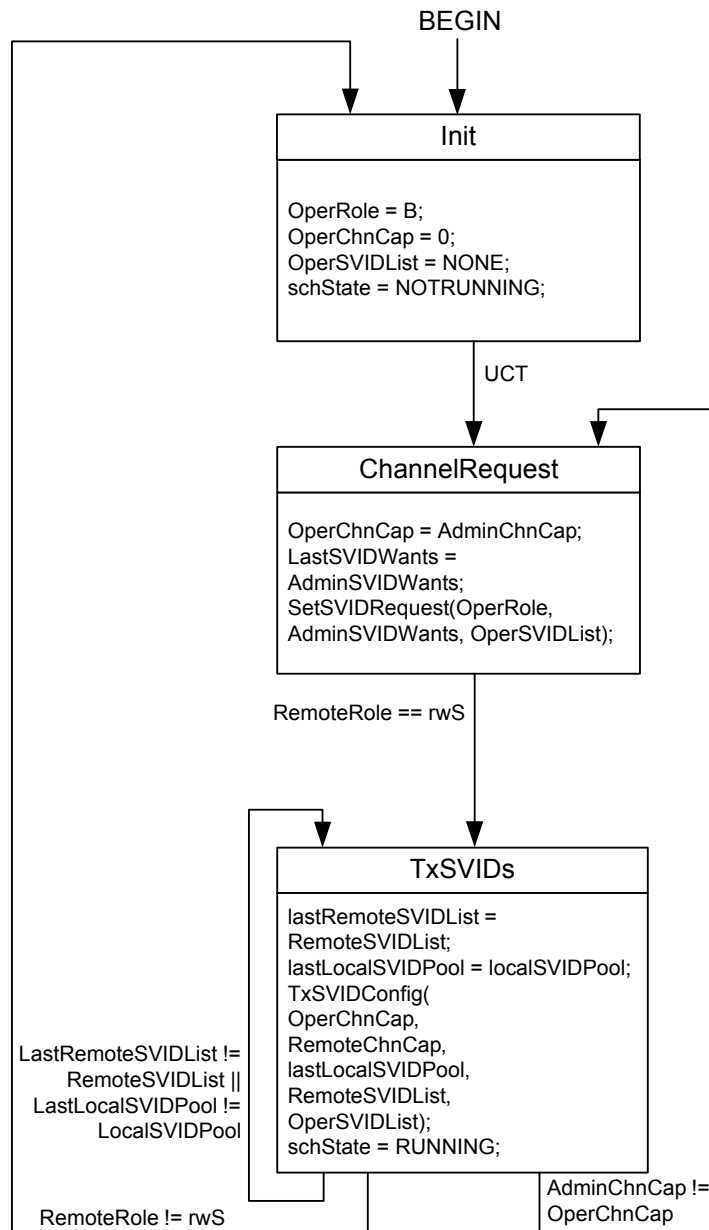 BEGIN
Init
OperRole = B;
OperChnCap = 0;
OperSVIDList = NONE;
schState = NOTRUNNING;
UCT
ChannelRequest
OperChnCap = AdminChnCap;
LastSVIDWants =
AdminSVIDWants;
SetSVIDRequest(OperRole,
AdminSVIDWants, OperSVIDList);
RemoteRole == rwS
TxSVIDs
lastRemoteSVIDList =
RemoteSVIDList;
lastLocalSVIDPool = localSVIDPool;
TxSVIDConfig(
OperChnCap,
RemoteChnCap,
lastLocalSVIDPool,
RemoteSVIDList,
OperSVIDList);
schState = RUNNING;
LastRemoteSVIDList !=
RemoteSVIDList ||
LastLocalSVIDPool !=
LocalSVIDPool
RemoteRole != rwS
AdminChnCap !=
OperChnCap